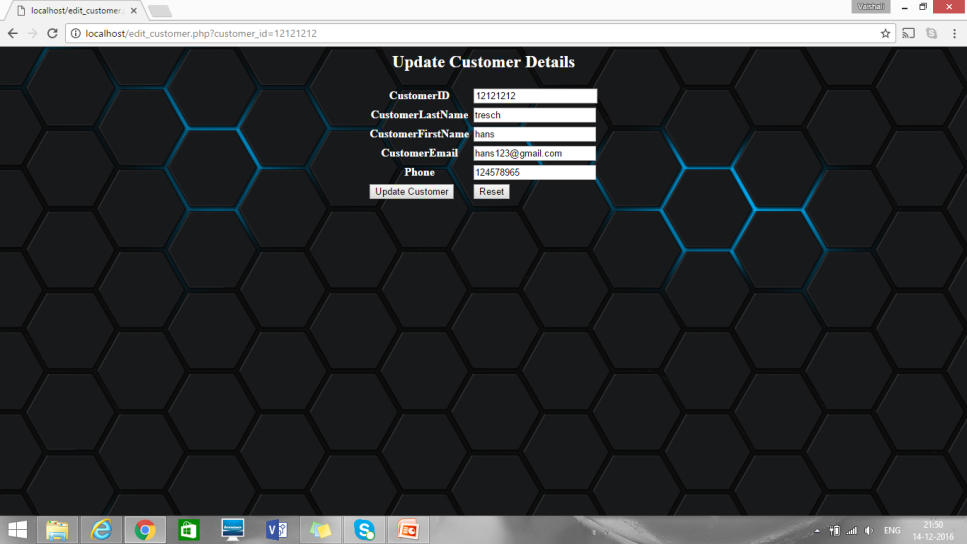 localhost/edit_customer.
Vaishali
localhost/edit_customer.php?customer_id=12121212
Update Customer Details
CustomerID 12121212
CustomerLastName tresch
CustomerFirstName hans
CustomerEmail hans123@gmail.com
Phone 124578965
Update Customer Reset
ENG
21:50
14-12-2016